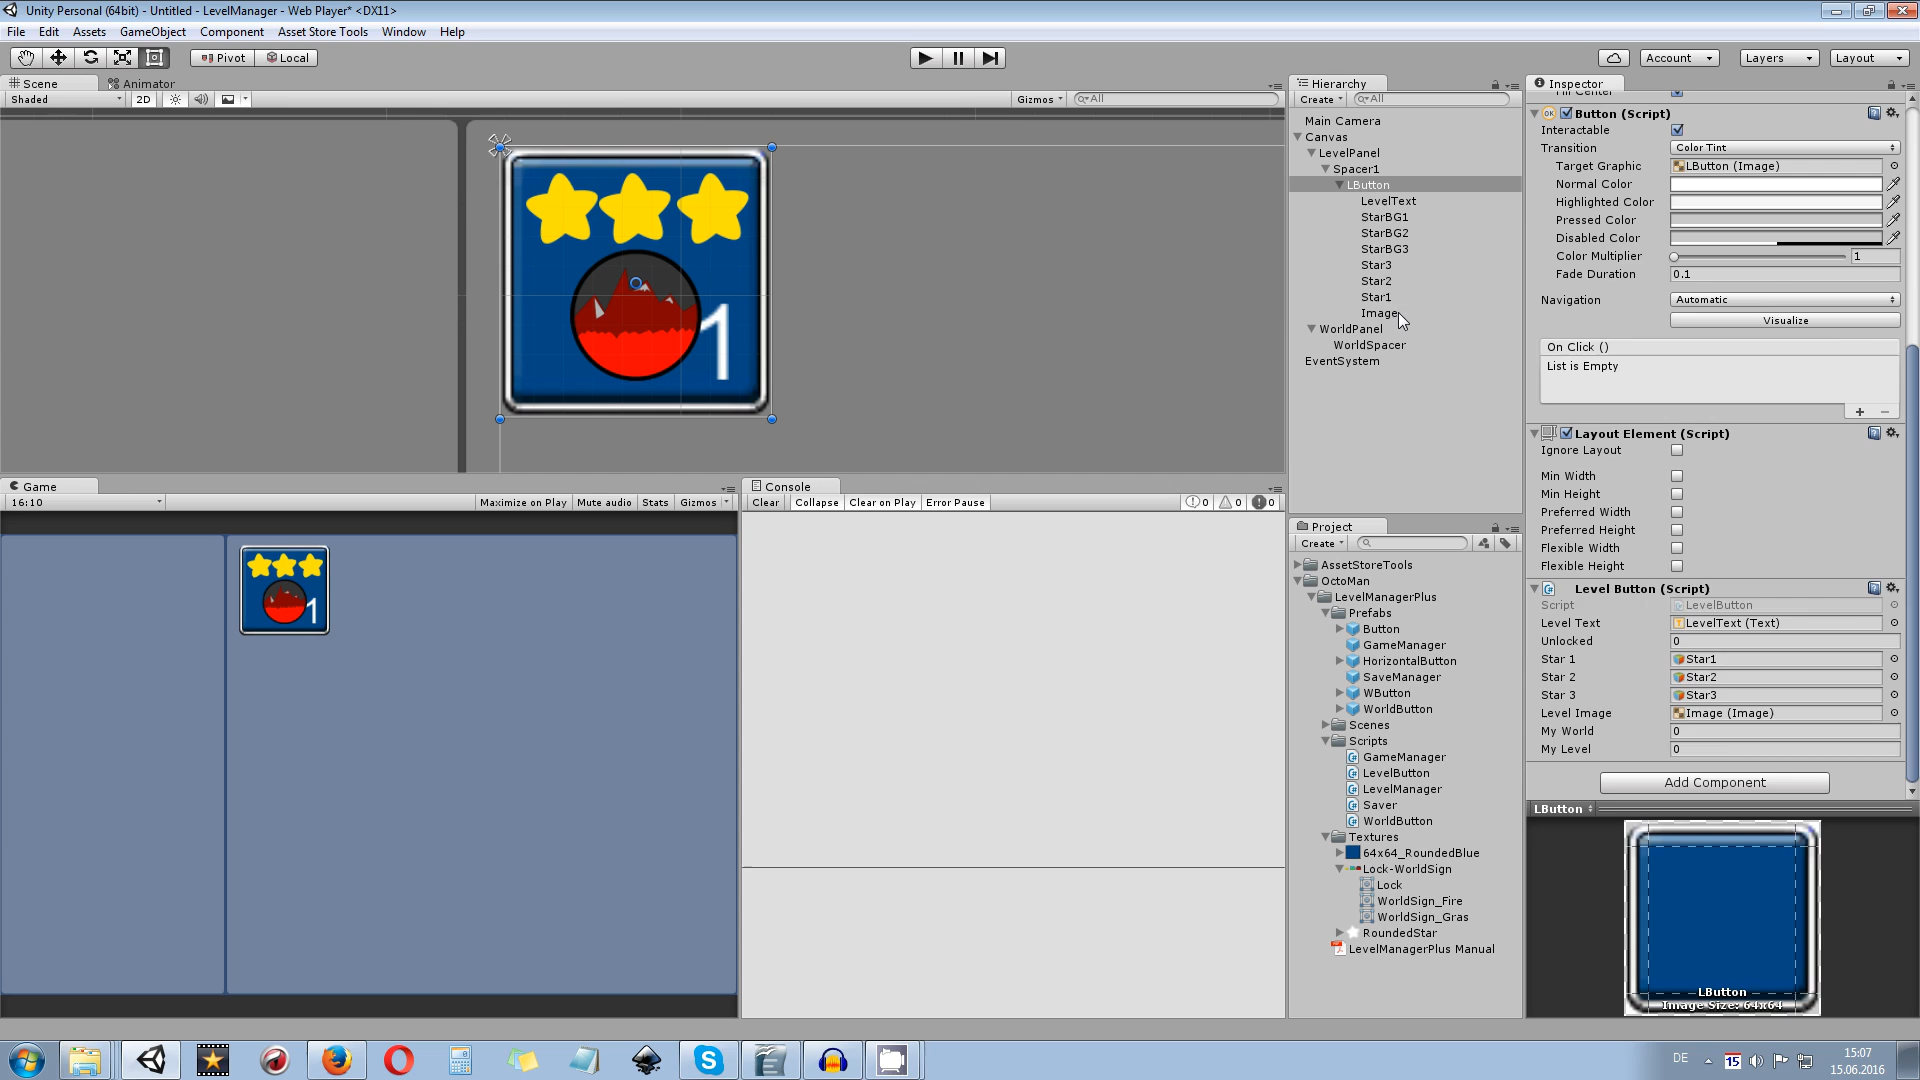 Unity Personal (64bit) - Untitled - LevelManager - Web Player* <DX11>
File Edit Assets GameObject Component Asset Store Tools Window Help
Pivot Local Account Layers Layout
Scene Animator
Shaded 2D Gizmos All
1
Game
16:10 Maximize on Play Mute audio Stats Gizmos
1
Console
Clear Collapse Clear on Play Error Pause 0 0 0
Hierarchy
Create All
Main Camera
Canvas
LevelPanel
Spacer1
LButton
LevelText
StarBG1
StarBG2
StarBG3
Star3
Star2
Star1
Image
WorldPanel
WorldSpacer
EventSystem
Project
Create
AssetStoreTools
OctoMan
LevelManagerPlus
Prefabs
Button
GameManager
HorizontalButton
SaveManager
WButton
WorldButton
Scenes
Scripts
GameManager
LevelButton
LevelManager
Saver
WorldButton
Textures
64x64_RoundedBlue
Lock-WorldSign
Lock
WorldSign_Fire
WorldSign_Gras
RoundedStar
LevelManagerPlus Manual
Inspector
Fill Center
OK Button (Script)
Interactable
Transition Color Tint
Target Graphic LButton (Image)
Normal Color
Highlighted Color
Pressed Color
Disabled Color
Color Multiplier 1
Fade Duration 0.1
Navigation Automatic
Visualize
On Click ()
List is Empty
+ −
Layout Element (Script)
Ignore Layout
Min Width
Min Height
Preferred Width
Preferred Height
Flexible Width
Flexible Height
Level Button (Script)
Script LevelButton
Level Text LevelText (Text)
Unlocked 0
Star 1 Star1
Star 2 Star2
Star 3 Star3
Level Image Image (Image)
My World 0
My Level 0
Add Component
LButton
LButton
Image Size: 64x64
DE 15 15:07
15.06.2016